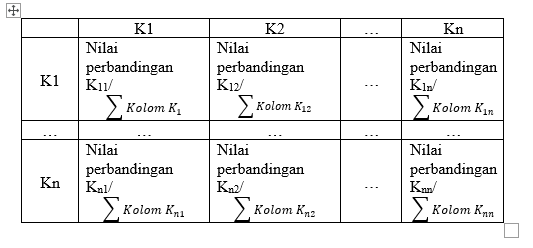 K1 K2 … Kn
K1 Nilai perbandingan K₁₁/ ∑ Kolom K₁ Nilai perbandingan K₁₂/ ∑ Kolom K₁₂ … Nilai perbandingan K₁ₙ/ ∑ Kolom K₁ₙ
… … … … …
Kn Nilai perbandingan Kₙ₁/ ∑ Kolom Kₙ₁ Nilai perbandingan Kₙ₂/ ∑ Kolom Kₙ₂ … Nilai perbandingan Kₙₙ/ ∑ Kolom Kₙₙ